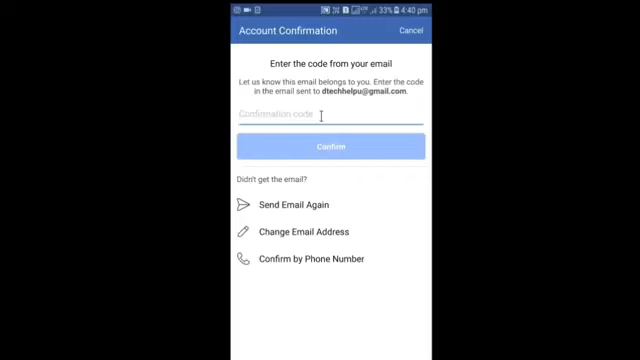 33% 4:40 pm
Account Confirmation Cancel
Enter the code from your email
Let us know this email belongs to you. Enter the code
in the email sent to dtechhelpu@gmail.com.
Confirmation code
Confirm
Didn't get the email?
Send Email Again
Change Email Address
Confirm by Phone Number